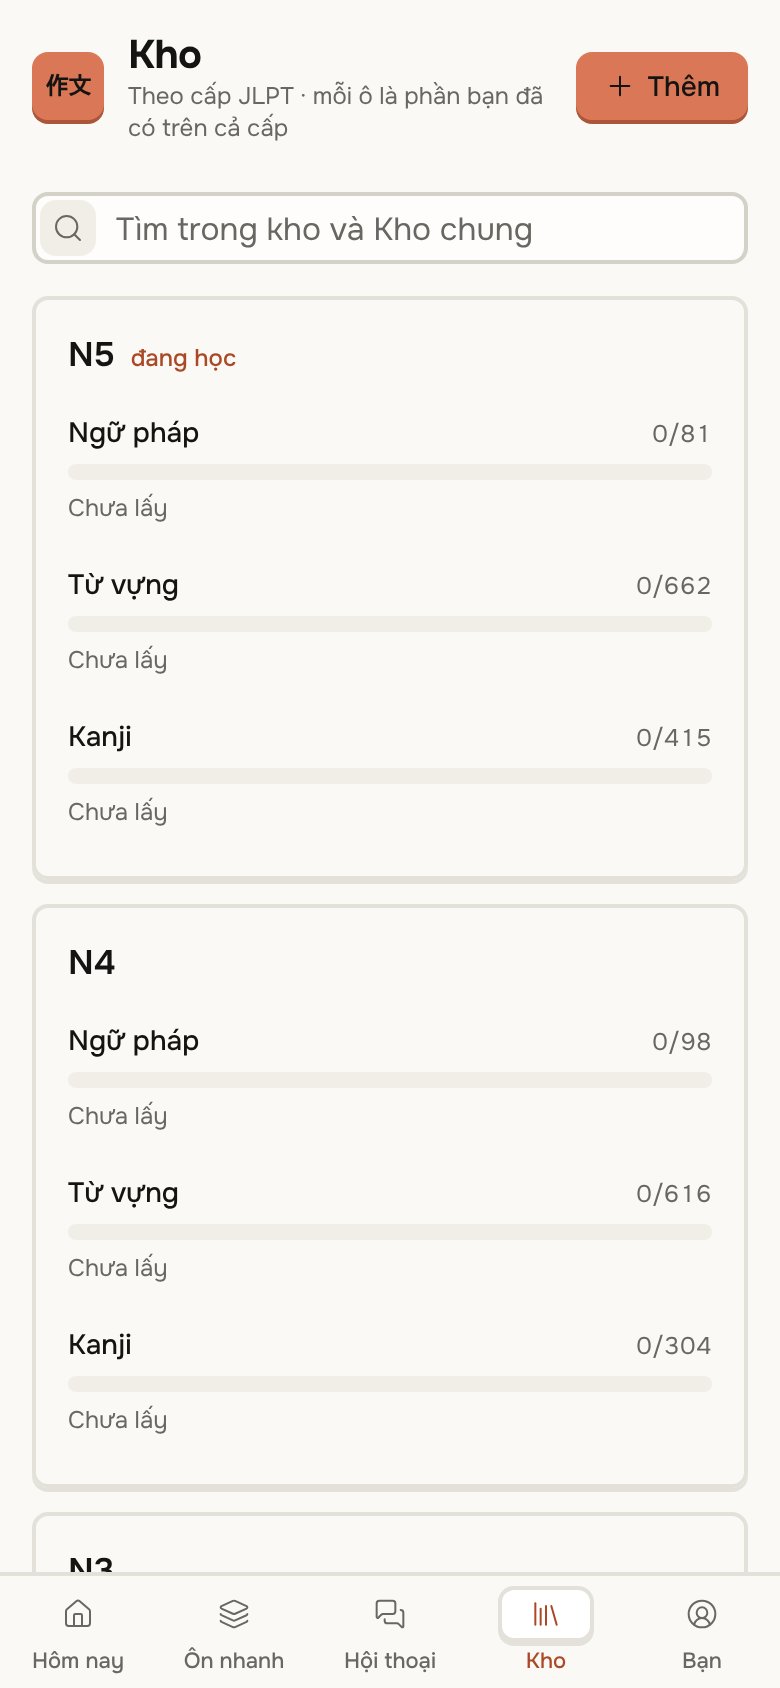 作文
Kho
Theo cấp JLPT · mỗi ô là phần bạn đã
có trên cả cấp
Thêm
Tìm trong kho và Kho chung
N5 đang học
Ngữ pháp 0/81
Chưa lấy
Từ vựng 0/662
Chưa lấy
Kanji 0/415
Chưa lấy
N4
Ngữ pháp 0/98
Chưa lấy
Từ vựng 0/616
Chưa lấy
Kanji 0/304
Chưa lấy
N3
Hôm nay
Ôn nhanh
Hội thoại
Kho
Bạn